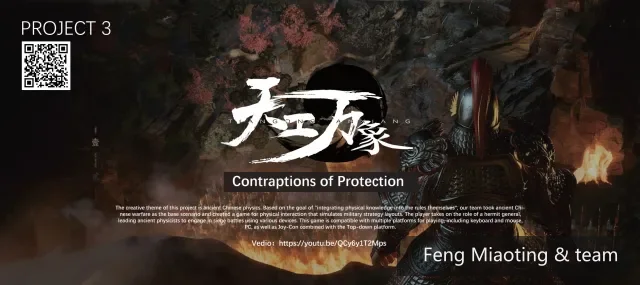 PROJECT 3
天工万象
ANG
Contraptions of Protection
The creative theme of this project is Ancient Chinese physics. Based on the goal of "integrating physical knowledge into the rules themselves", our team took ancient Chi-
nese warfare as the base scenario and created a game for physical interaction that simulates military strategy layouts. The player takes on the role of a hermit general,
leading ancient physicists to engage in siege battles using various devices. This game is compatible with multiple platforms for playing-including keyboard and mouse,
PC, as well as Joy-Con combined with the Top-down platform.
Vedio: https://youtu.be/QCy6y1T2Mps
Feng Miaoting & team